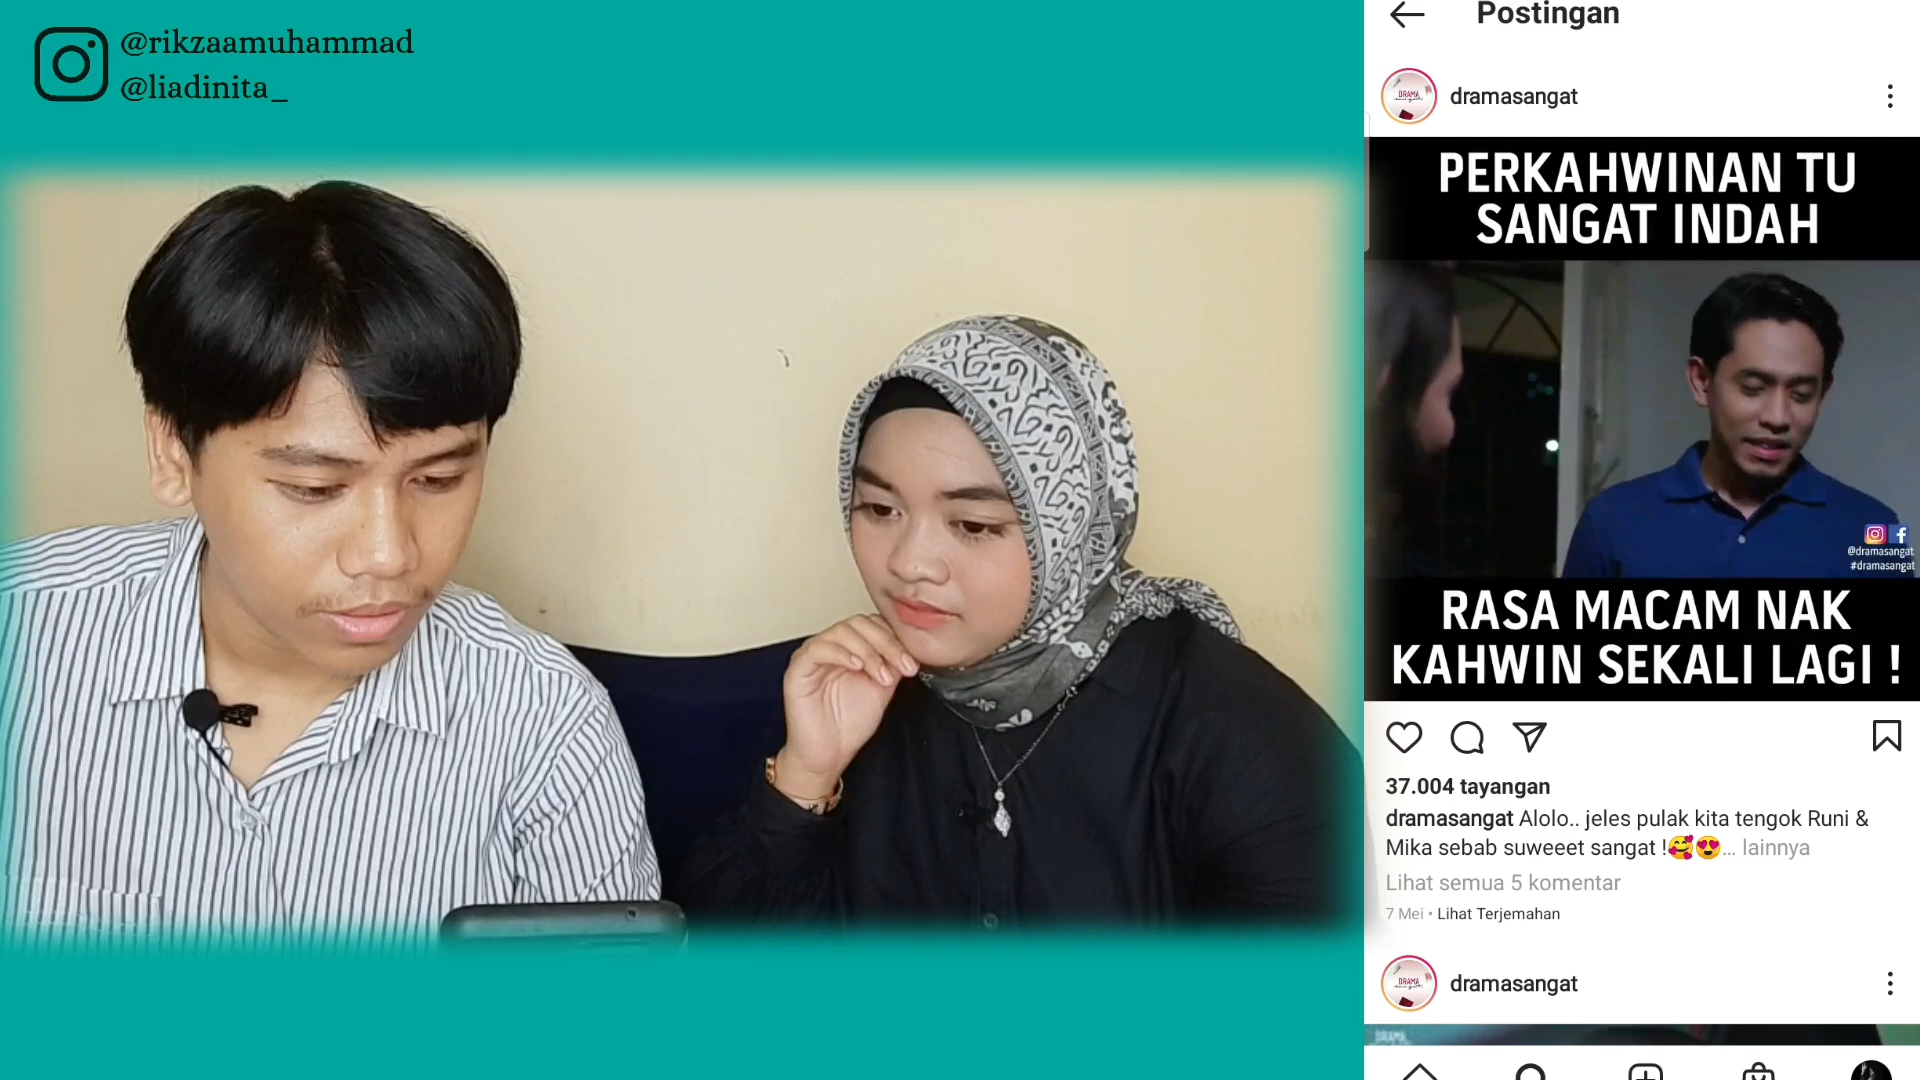 @rikzaamuhammad
@liadinita_
Postingan
dramasangat
PERKAHWINAN TU
SANGAT INDAH
@dramasangat
#dramasangat
RASA MACAM NAK
KAHWIN SEKALI LAGI !
37.004 tayangan
dramasangat Alolo.. jeles pulak kita tengok Runi &
Mika sebab suweeet sangat !🥰😍... lainnya
Lihat semua 5 komentar
7 Mei • Lihat Terjemahan
DRAMA
dramasangat
DRAMA